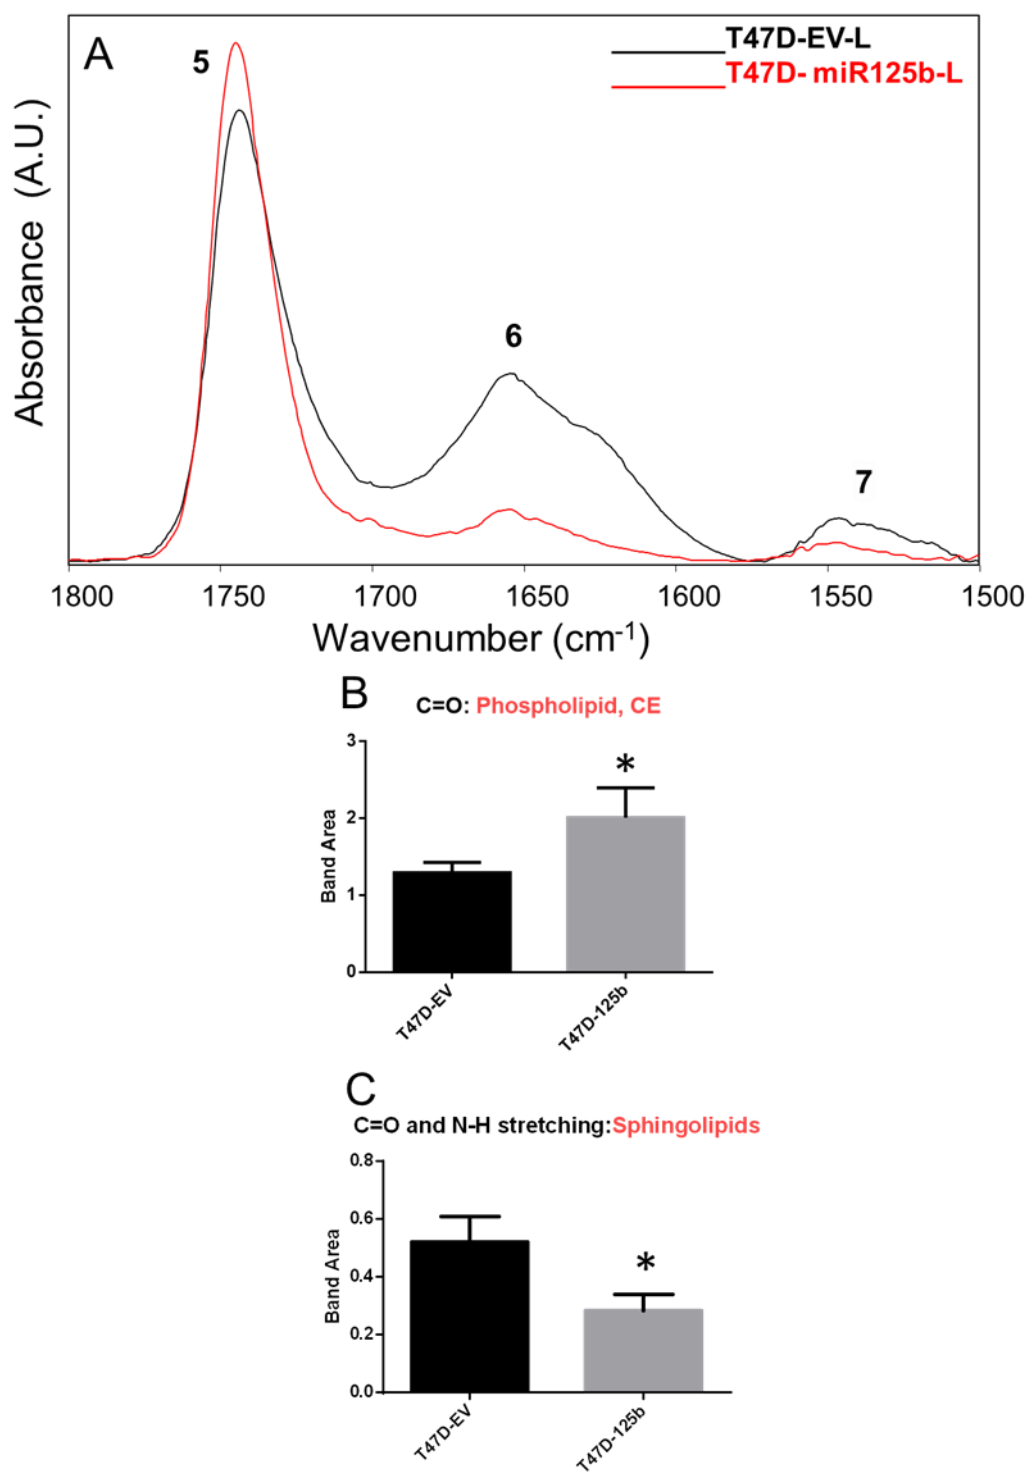 A
5
T47D-EV-L
T47D- miR125b-L
6
7
Absorbance (A.U.)
1800 1750 1700 1650 1600 1550 1500
Wavenumber (cm-1)
B
C=O: Phospholipid, CE
*
3
2
1
0
Band Area
T47D-EV
T47D-125b
C
C=O and N-H stretching:Sphingolipids
0.8
0.6
0.4
0.2
0.0
*
Band Area
T47D-EV
T47D-125b